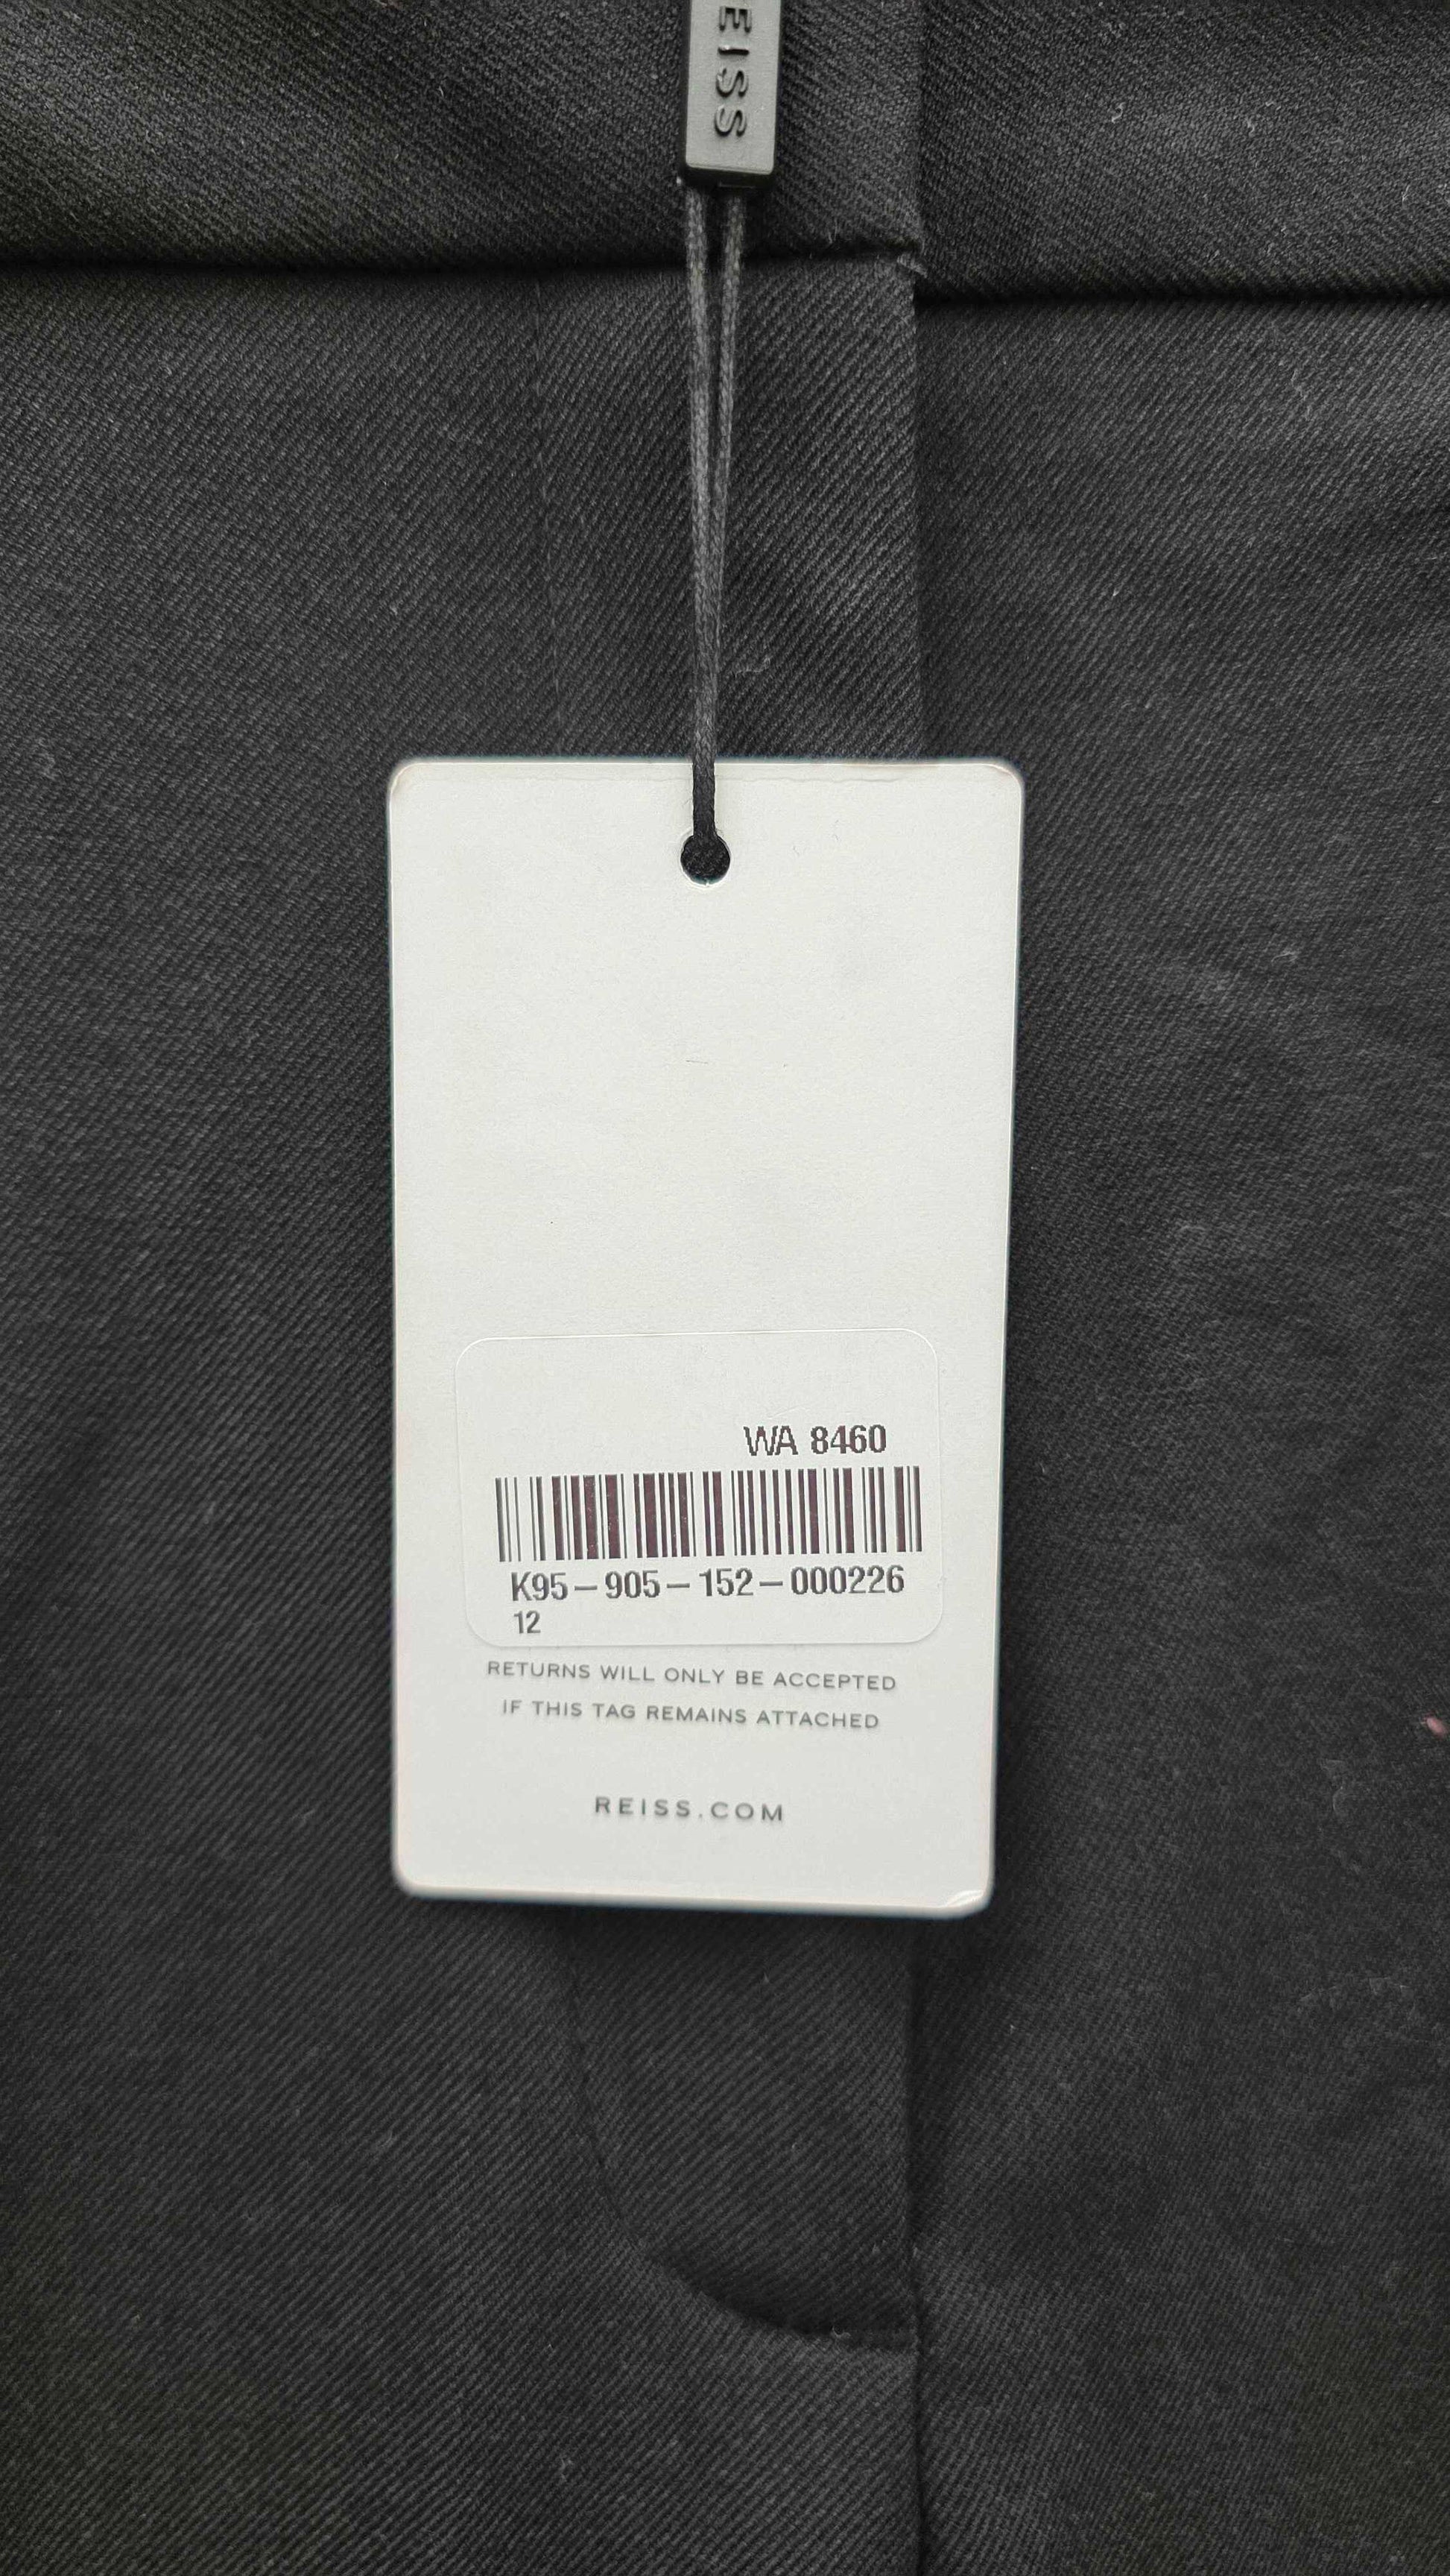 EISS
WA 8460
K95-905-152-000226
12
RETURNS WILL ONLY BE ACCEPTED
IF THIS TAG REMAINS ATTACHED
REISS.COM